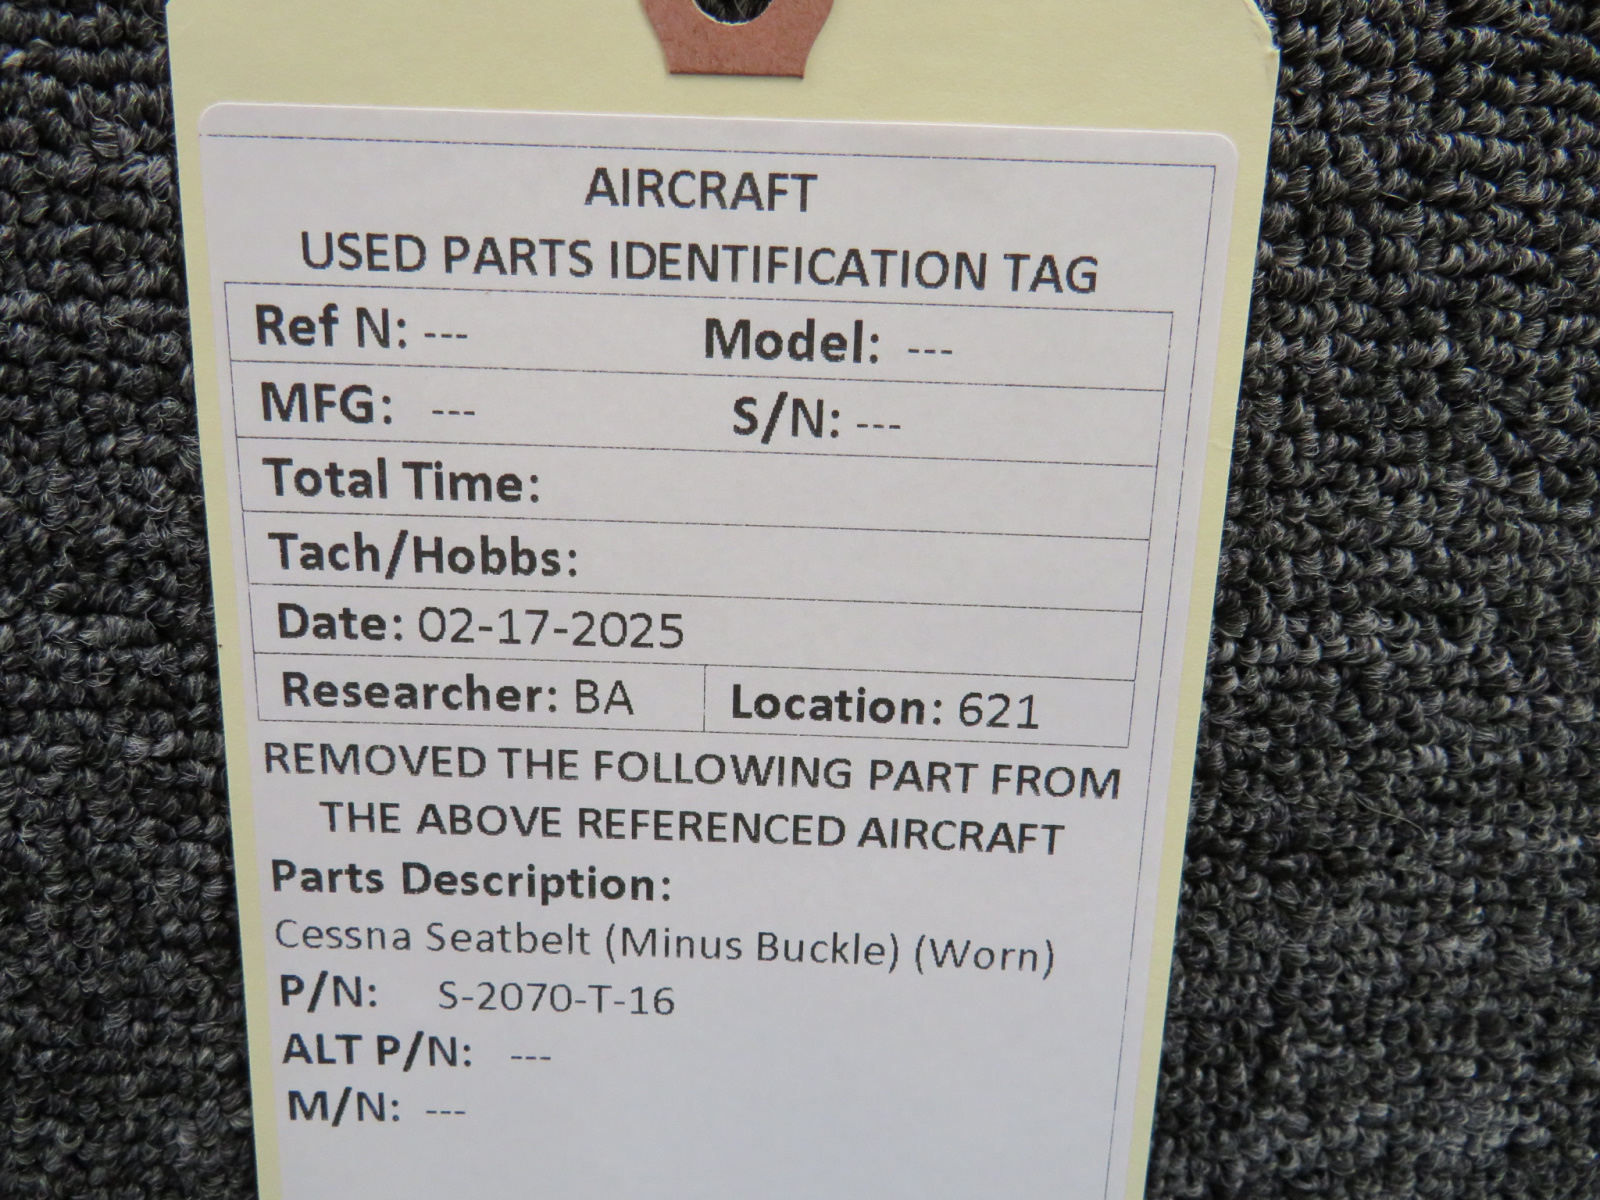 AIRCRAFT
USED PARTS IDENTIFICATION TAG
Ref N: --- Model: ---
MFG: --- S/N: ---
Total Time:
Tach/Hobbs:
Date: 02-17-2025
Researcher: BA Location: 621
REMOVED THE FOLLOWING PART FROM
THE ABOVE REFERENCED AIRCRAFT
Parts Description:
Cessna Seatbelt (Minus Buckle) (Worn)
P/N: S-2070-T-16
ALT P/N: ---
M/N: ---